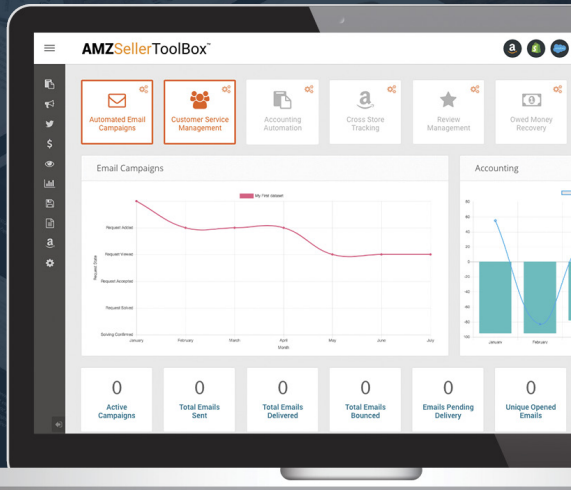 AMZSellerToolBox™
Automated Email
Campaigns
Customer Service
Management
Accounting
Automation
Cross Store
Tracking
Review
Management
Owed Money
Recovery
Email Campaigns
My First dataset
Request State
Request Added
Request Viewed
Request Accepted
Request Solved
Solving Confirmed
January
February
March
April
May
June
July
Month
Accounting
80
60
40
20
0
-20
-40
-60
-80
-100
January
February
0
Active
Campaigns
0
Total Emails
Sent
0
Total Emails
Delivered
0
Total Emails
Bounced
0
Emails Pending
Delivery
0
Unique Opened
Emails